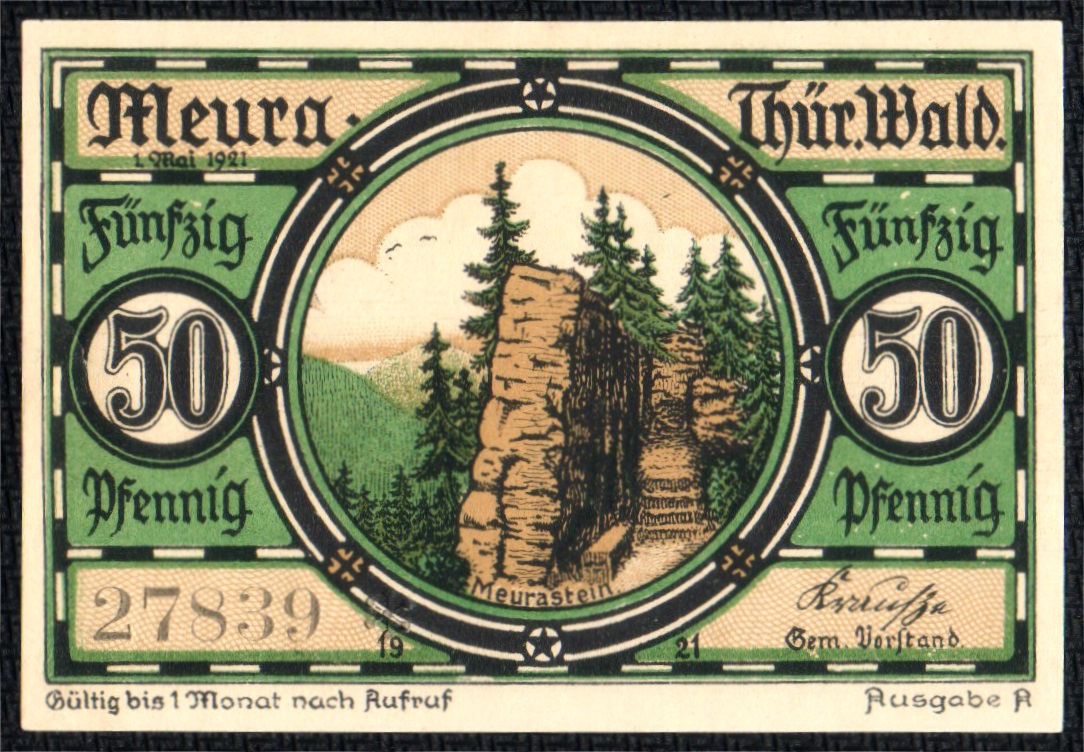 Meura.
Thür. Wald.
1. Mai 1921
Fünfzig
Fünfzig
50
50
Pfennig
Pfennig
Meurastein.
27839
19
21
Gem. Vorstand
Gültig bis 1 Monat nach Aufruf
Ausgabe A